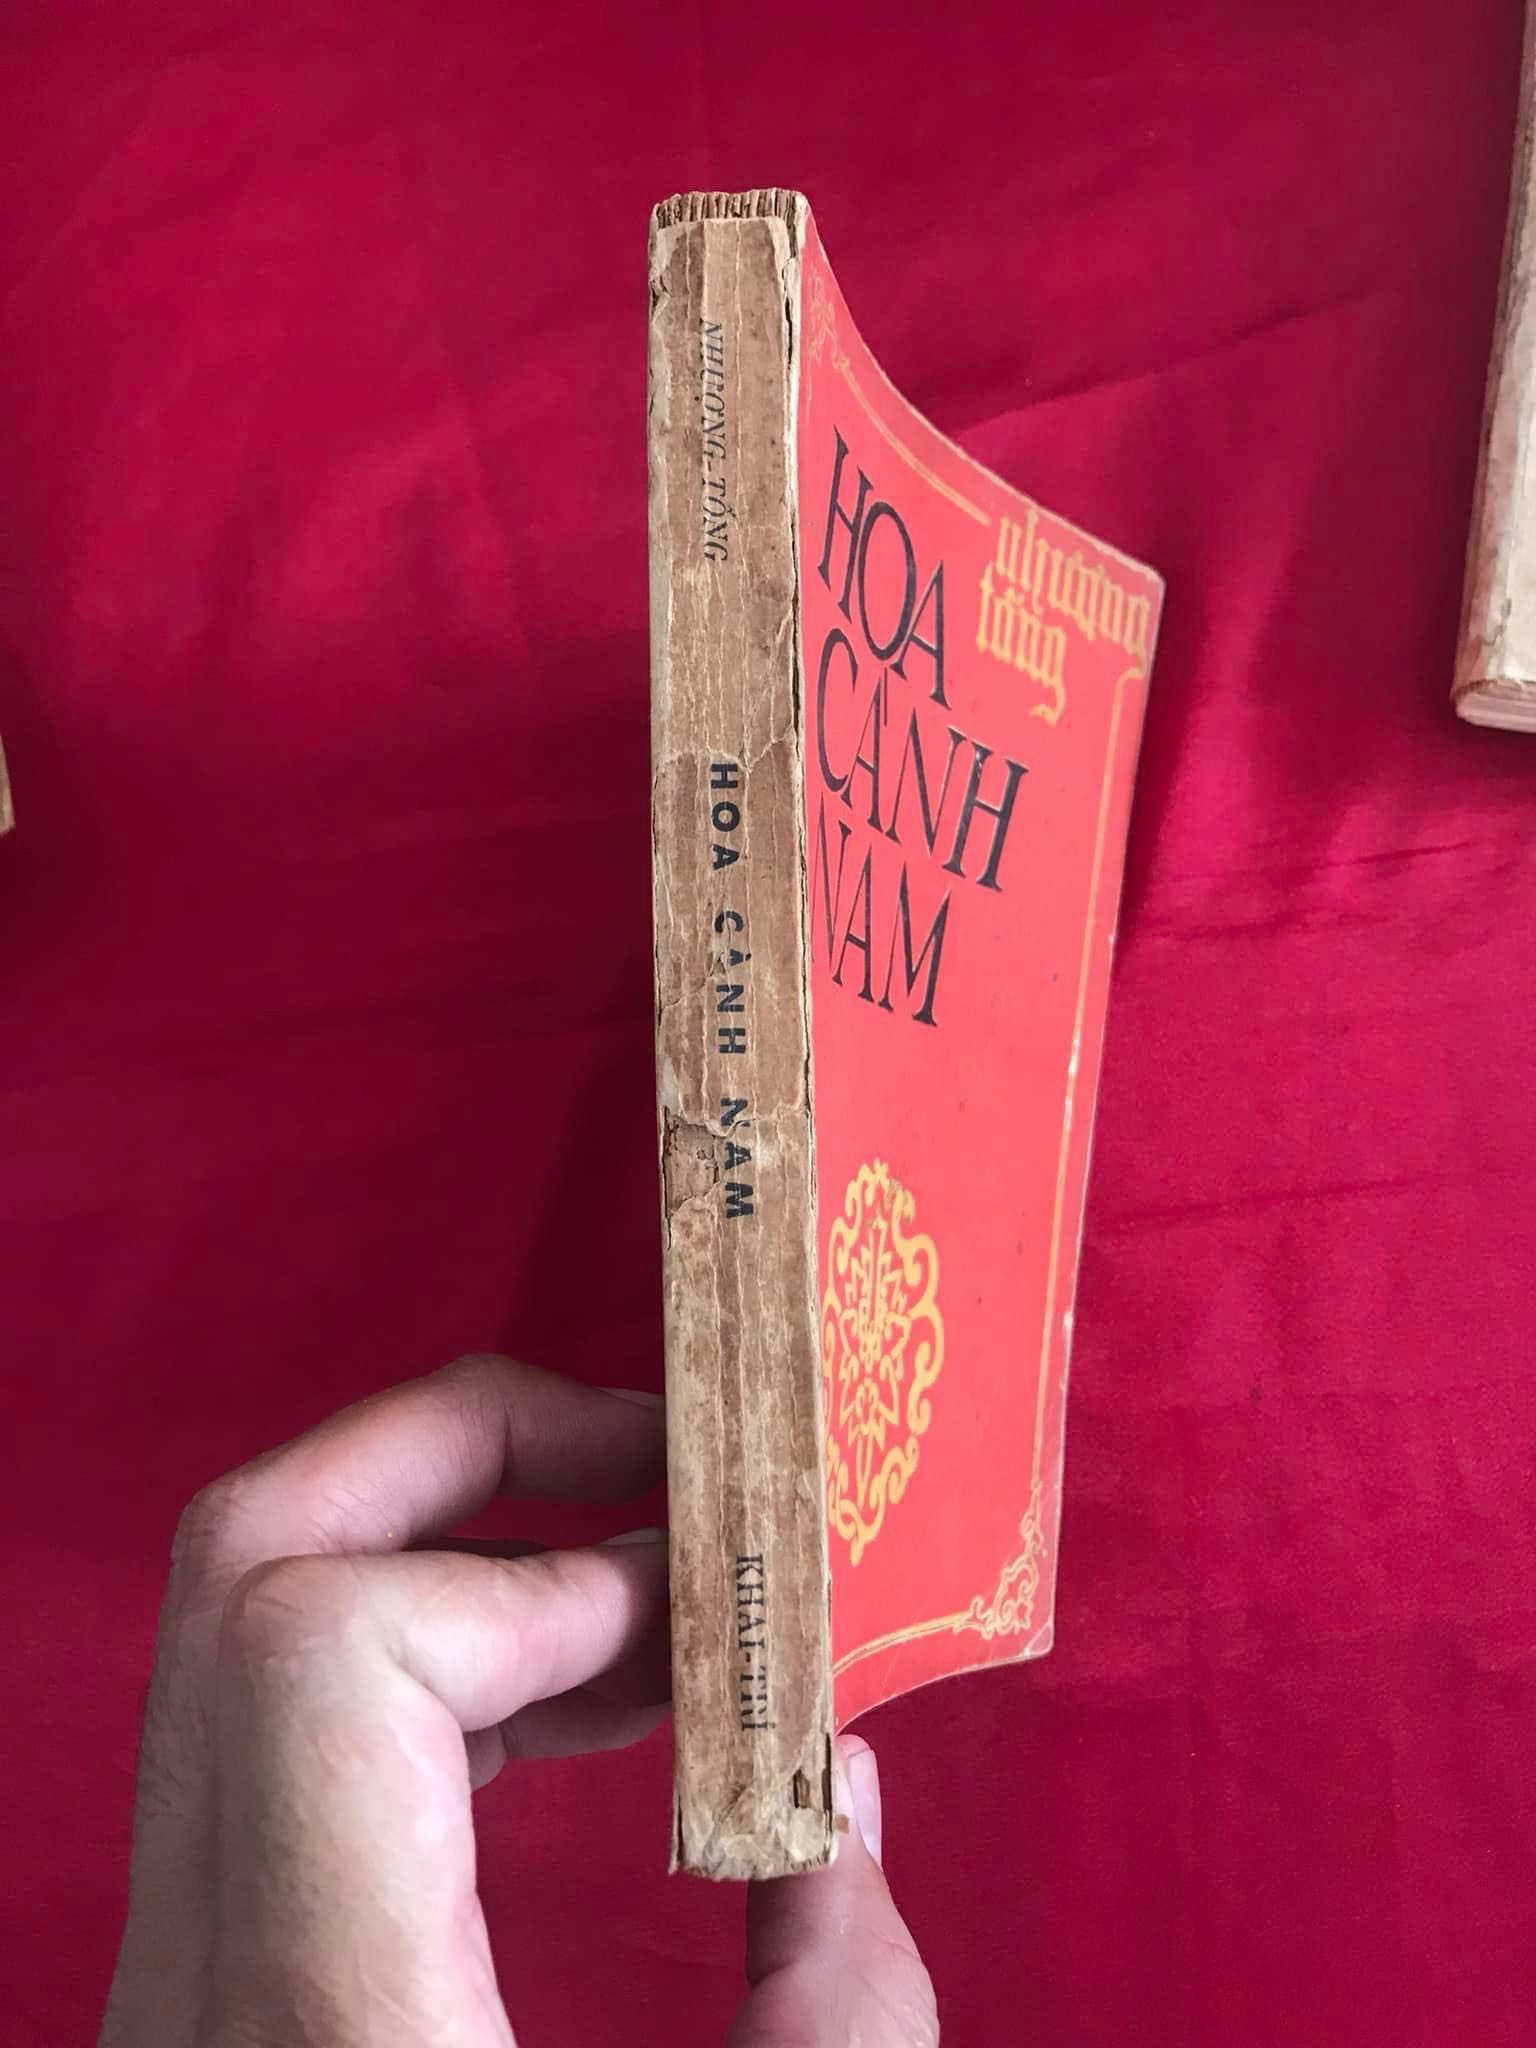 NHƯỢNG-TỐNG
HOA CẢNH NAM
KHAI-TRÍ
nhượng
tống
HOA
CẢNH
NAM